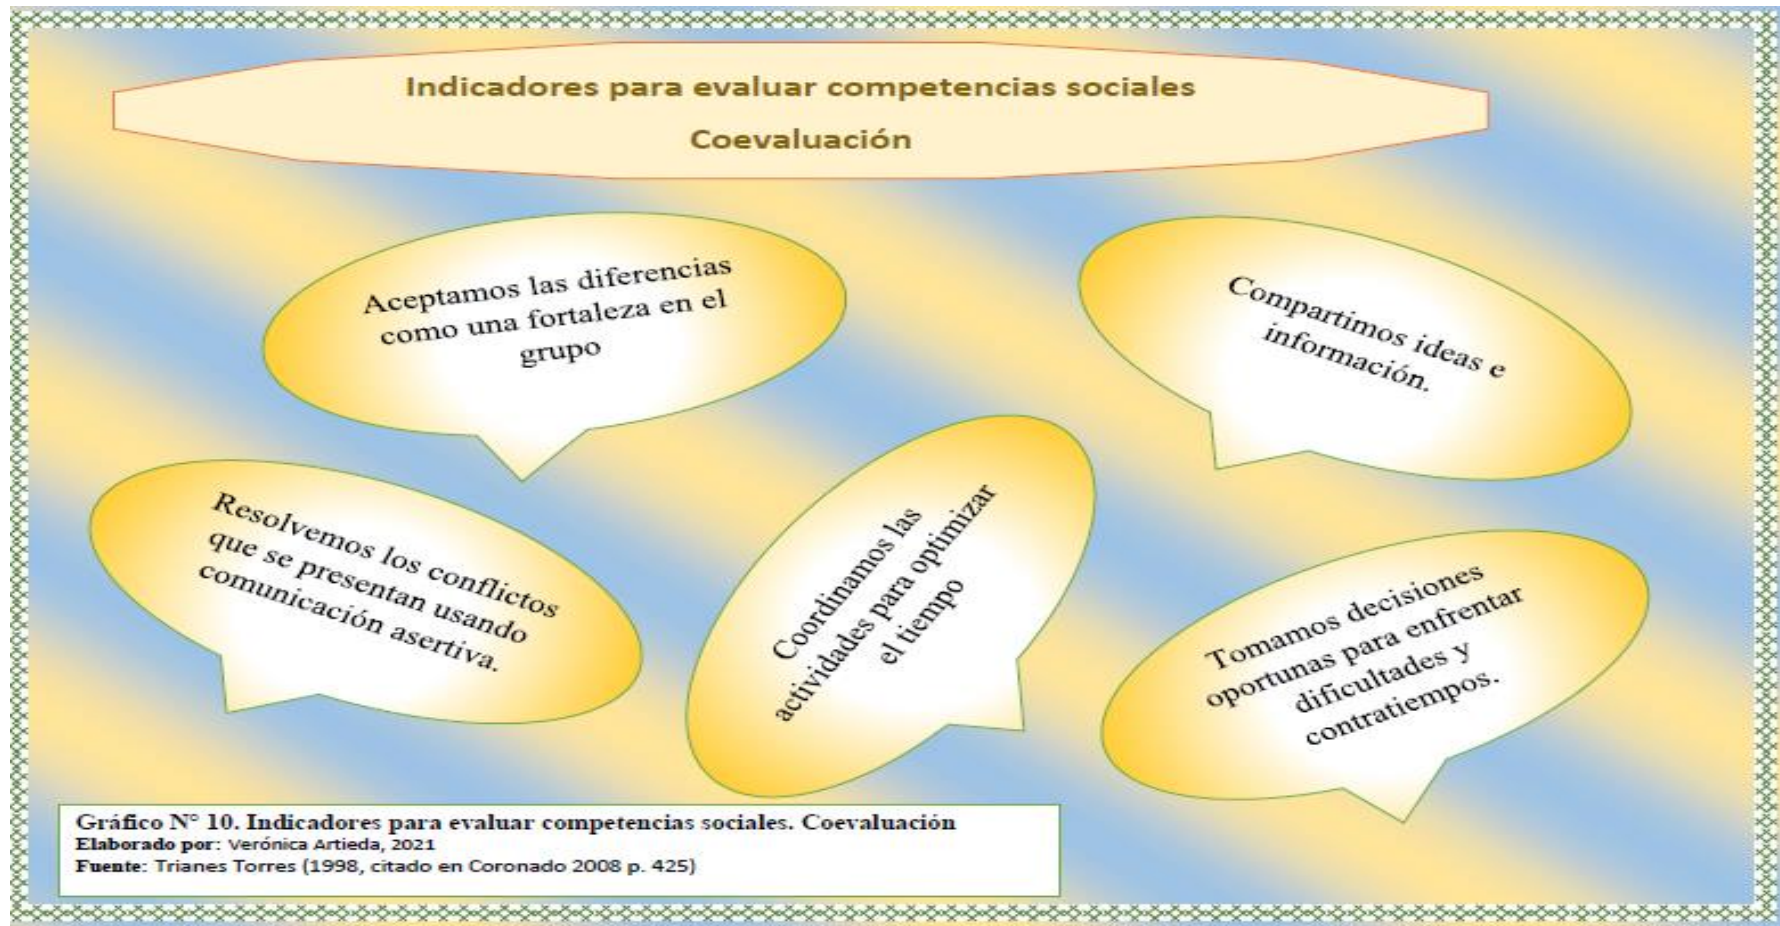 Indicadores para evaluar competencias sociales
Coevaluación
Aceptamos las diferencias
como una fortaleza en el
grupo
Compartimos ideas e
información.
Resolvemos los conflictos
que se presentan usando
comunicación asertiva.
Coordinamos las
actividades para optimizar
el tiempo
Tomamos decisiones
oportunas para enfrentar
dificultades y
contratiempos.
Gráfico N° 10. Indicadores para evaluar competencias sociales. Coevaluación
Elaborado por: Verónica Artieda, 2021
Fuente: Trianes Torres (1998, citado en Coronado 2008 p. 425)